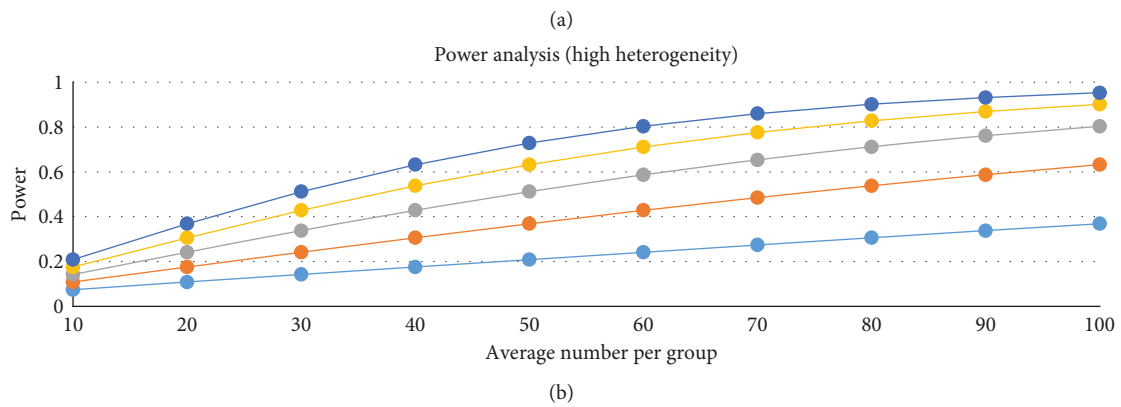 (a)
Power analysis (high heterogeneity)
1
0.8
0.6
0.4
0.2
0
Power
10 20 30 40 50 60 70 80 90 100
Average number per group
(b)